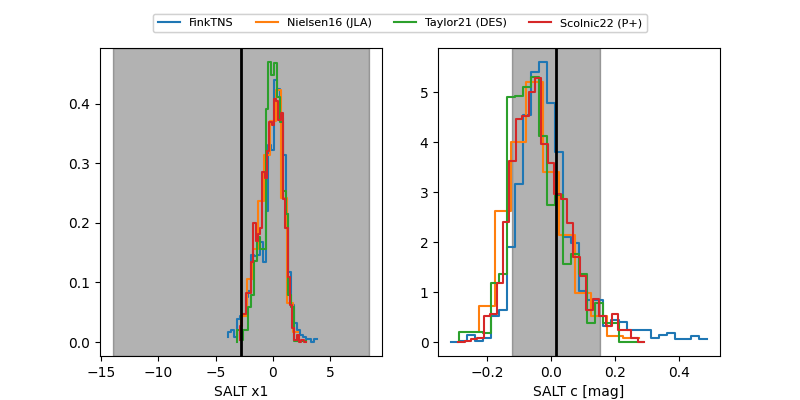 FinkTNS Nielsen16 (JLA) Taylor21 (DES) Scolnic22 (P+)
0.4
0.3
0.2
0.1
0.0
−15 −10 −5 0 5
SALT x1
5
4
3
2
1
0
−0.2 0.0 0.2 0.4
SALT c [mag]